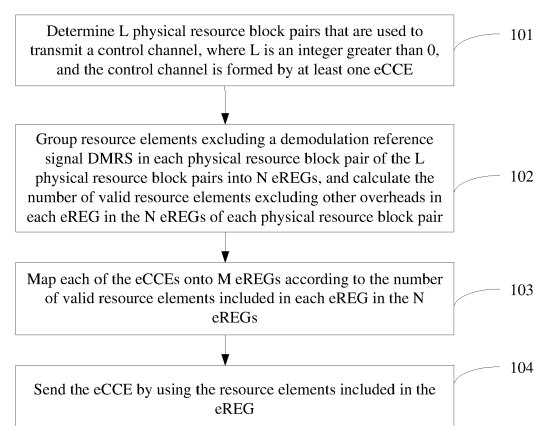 Determine L physical resource block pairs that are used to
transmit a control channel, where L is an integer greater than 0,
and the control channel is formed by at least one eCCE
101
Group resource elements excluding a demodulation reference
signal DMRS in each physical resource block pair of the L
physical resource block pairs into N eREGs, and calculate the
number of valid resource elements excluding other overheads in
each eREG in the N eREGs of each physical resource block pair
102
Map each of the eCCEs onto M eREGs according to the number
of valid resource elements included in each eREG in the N
eREGs
103
Send the eCCE by using the resource elements included in the
eREG
104